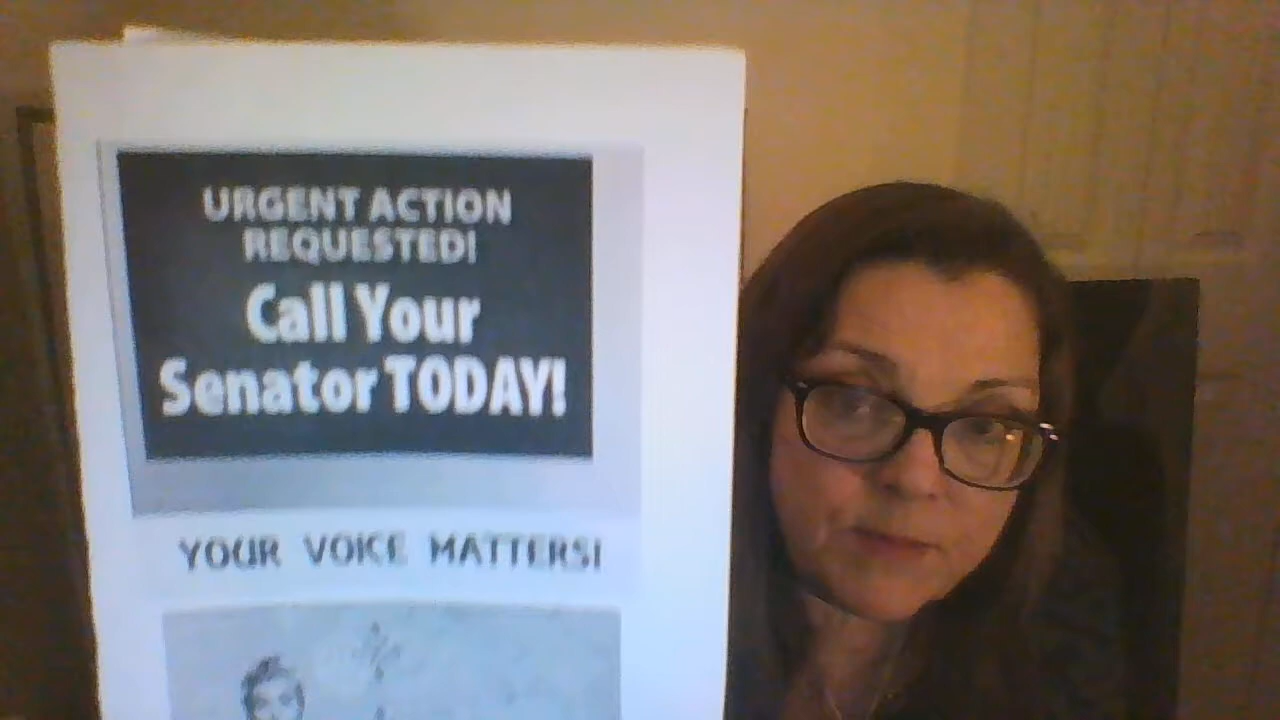 URGENT ACTION
REQUESTED!
Call Your
Senator TODAY!
YOUR VOICE MATTERS!